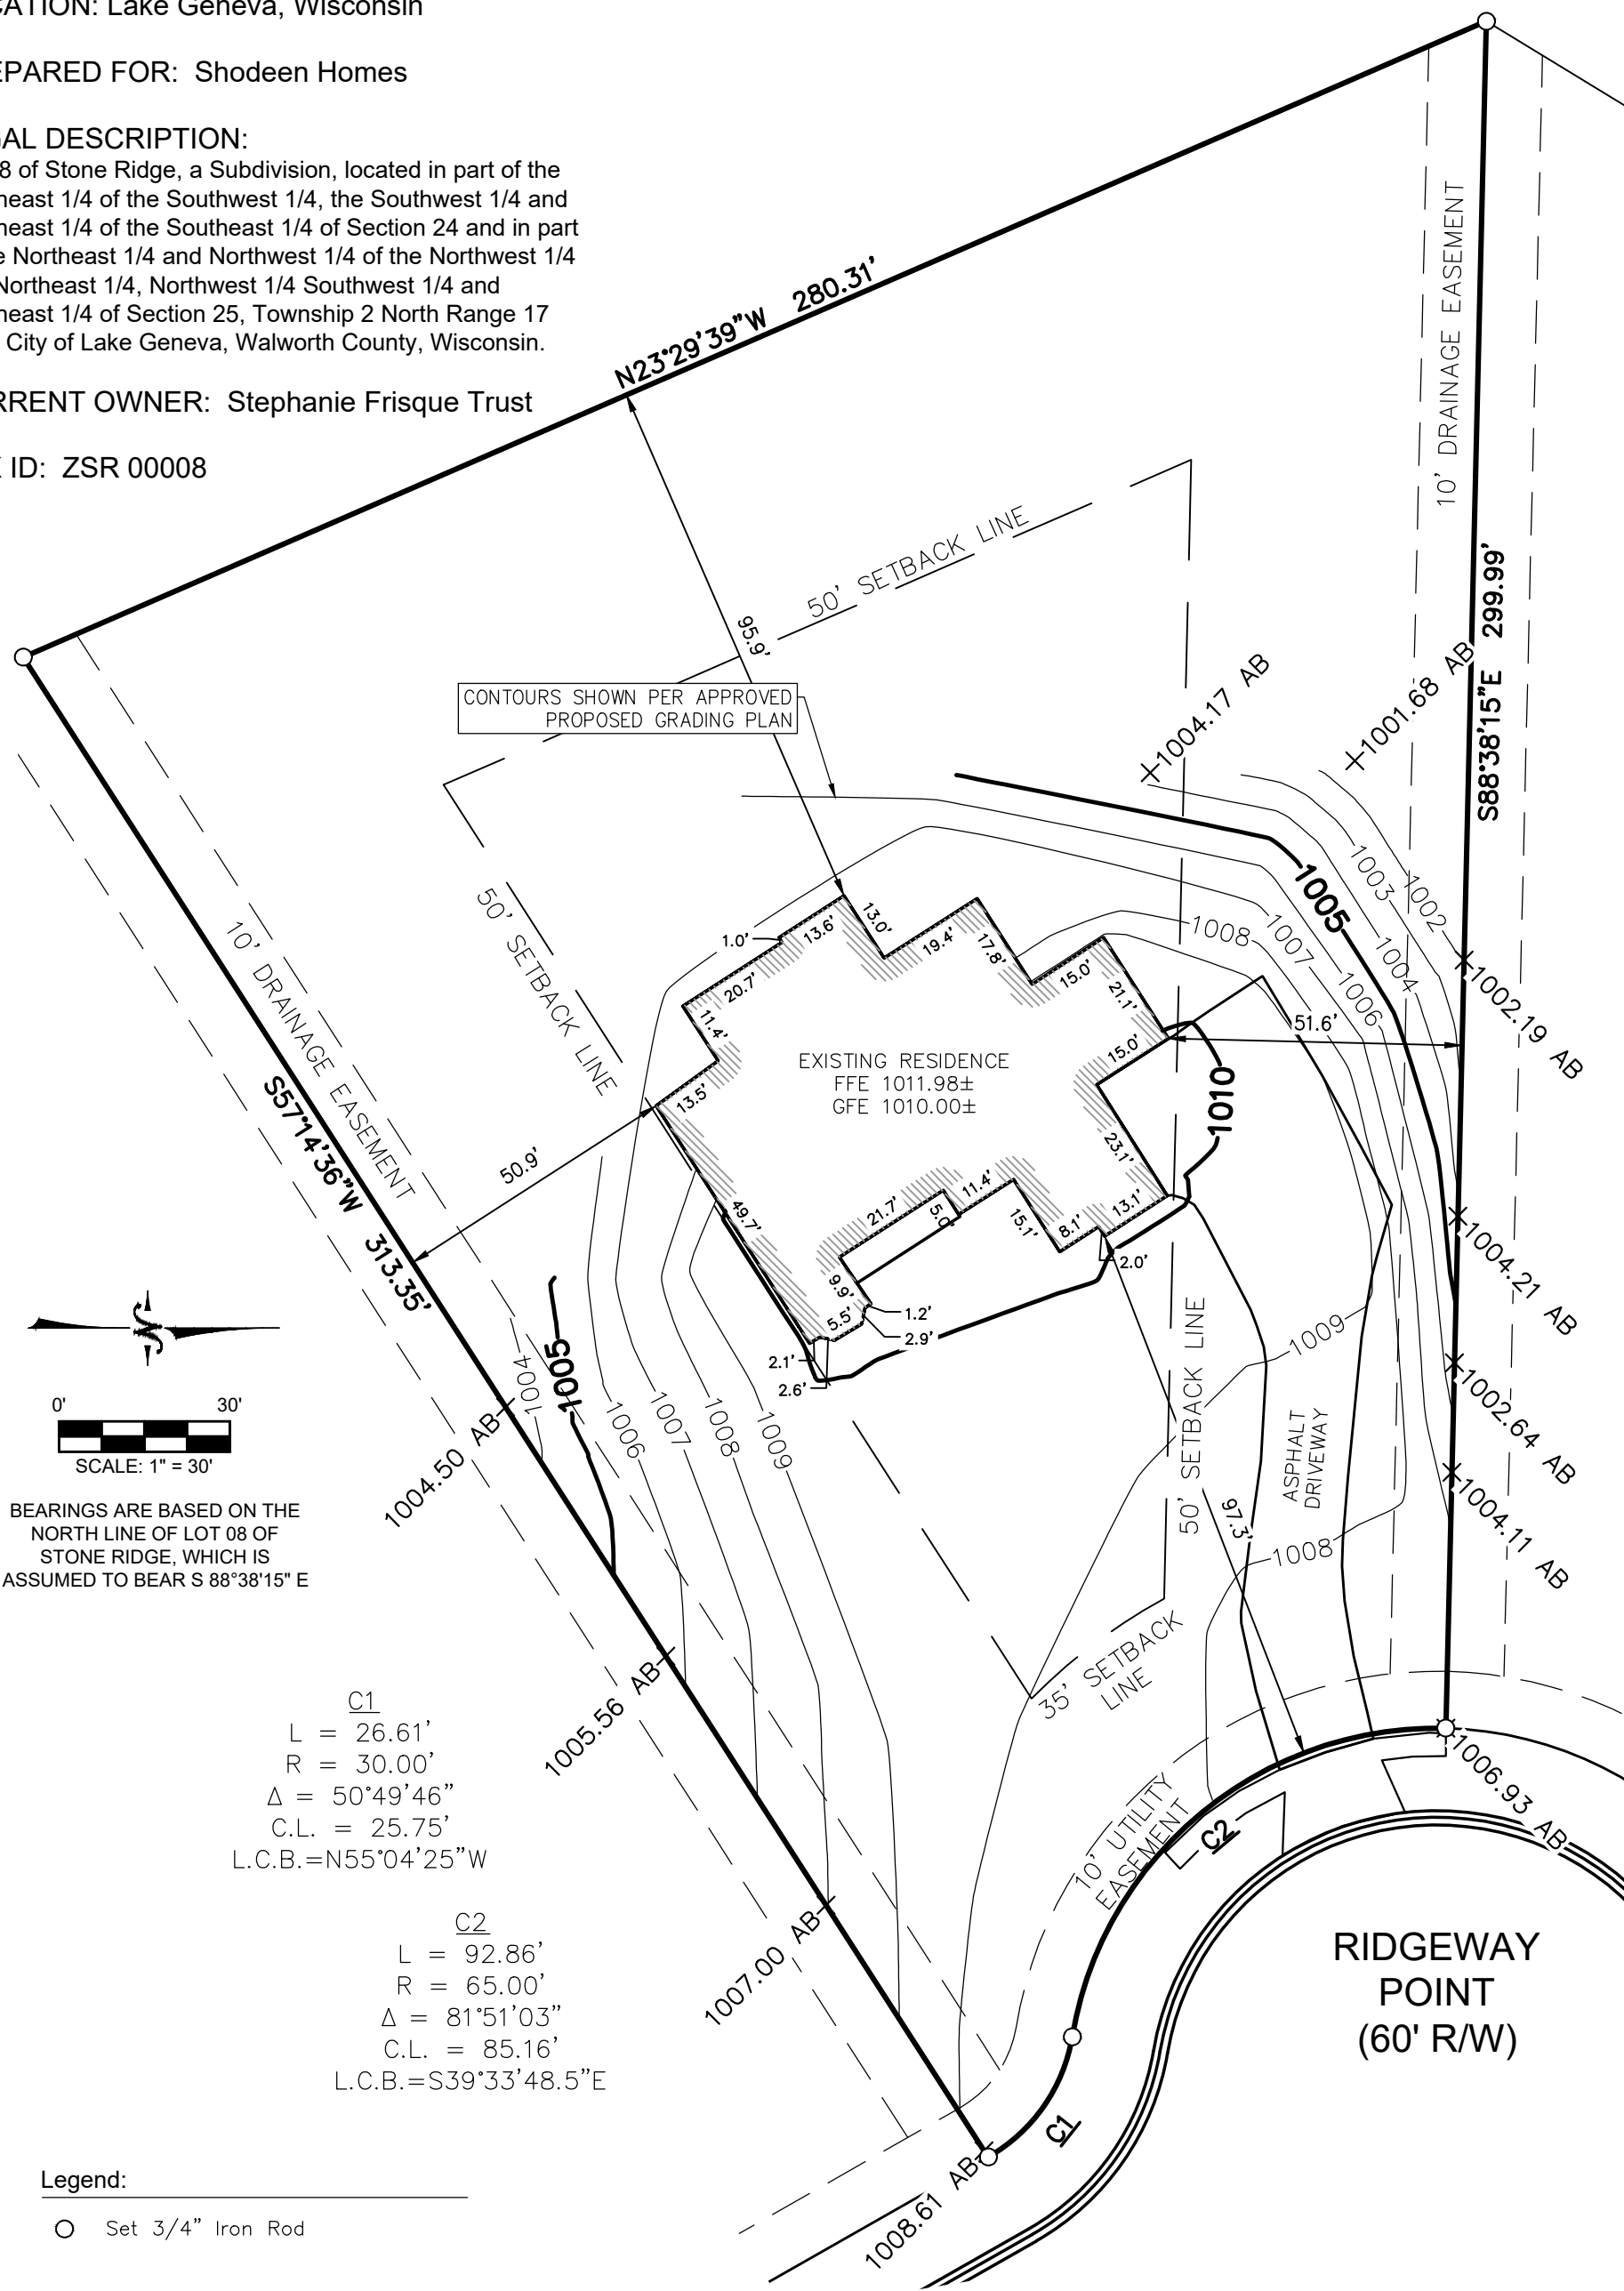 CATION: Lake Geneva, Wisconsin
EPARED FOR: Shodeen Homes
GAL DESCRIPTION:
8 of Stone Ridge, a Subdivision, located in part of the
heast 1/4 of the Southwest 1/4, the Southwest 1/4 and
heast 1/4 of the Southeast 1/4 of Section 24 and in part
e Northeast 1/4 and Northwest 1/4 of the Northwest 1/4
Northeast 1/4, Northwest 1/4 Southwest 1/4 and
heast 1/4 of Section 25, Township 2 North Range 17
City of Lake Geneva, Walworth County, Wisconsin.
RRENT OWNER: Stephanie Frisque Trust
ID: ZSR 00008
N23°29'39"W 280.31'
10' DRAINAGE EASEMENT
S88°38'15"E 299.99'
50' SETBACK LINE
95.9'
CONTOURS SHOWN PER APPROVED
PROPOSED GRADING PLAN
1004.17 AB
1001.68 AB
50' SETBACK LINE
10' DRAINAGE EASEMENT
S57°14'36"W 313.35'
50.9'
1003
1002
1005
1004
1008
1007
1006
1002.19 AB
51.6'
1010
1.0'
13.6'
13.0'
19.4'
17.8'
15.0'
21.1'
20.7'
11.4'
13.5'
15.0'
23.1'
EXISTING RESIDENCE
FFE 1011.98±
GFE 1010.00±
49.7'
21.7'
5.0'
11.4'
15.1'
8.1'
13.1'
2.0'
9.9'
5.5'
1.2'
2.9'
2.1'
2.6'
1004.21 AB
1002.64 AB
1004.11 AB
1009
50' SETBACK LINE
97.3'
ASPHALT
DRIVEWAY
1008
N
0' 30'
SCALE: 1" = 30'
BEARINGS ARE BASED ON THE
NORTH LINE OF LOT 08 OF
STONE RIDGE, WHICH IS
ASSUMED TO BEAR S 88°38'15" E
1004
1005
1006
1007
1008
1009
1004.50 AB
1005.56 AB
1007.00 AB
1008.61 AB
35' SETBACK
LINE
10' UTILITY
EASEMENT
C2
C1
1006.93 AB
RIDGEWAY
POINT
(60' R/W)
C1
L = 26.61'
R = 30.00'
Δ = 50°49'46"
C.L. = 25.75'
L.C.B.=N55°04'25"W
C2
L = 92.86'
R = 65.00'
Δ = 81°51'03"
C.L. = 85.16'
L.C.B.=S39°33'48.5"E
Legend:
Set 3/4" Iron Rod